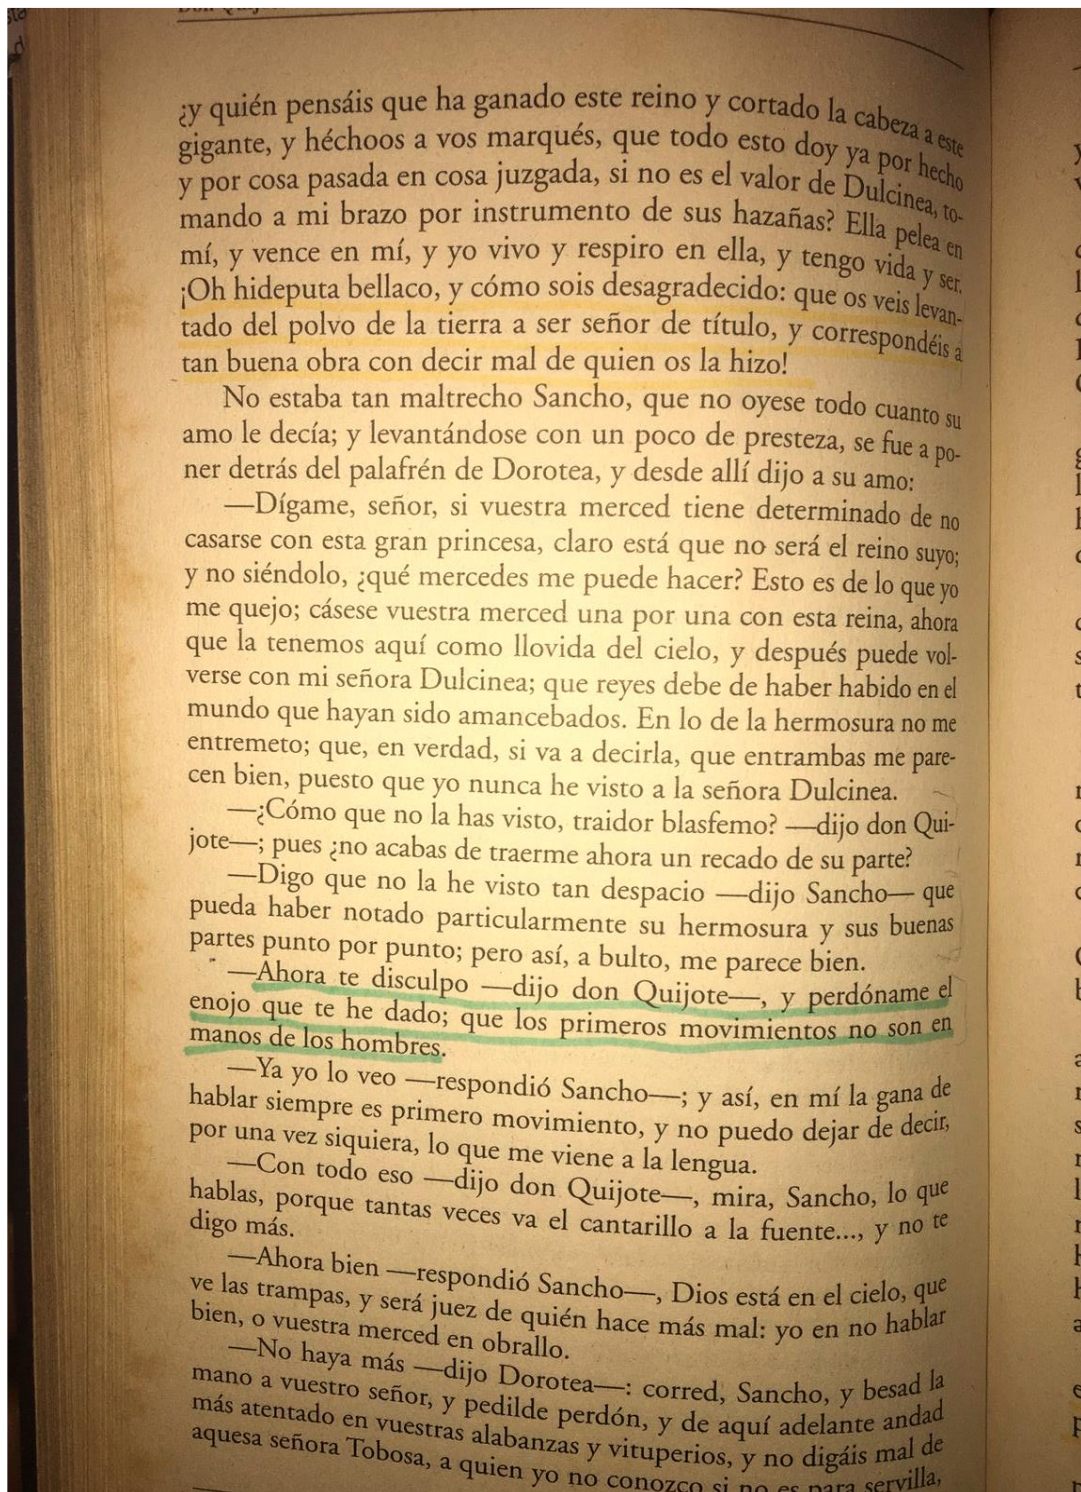 ¿y quién pensáis que ha ganado este reino y cortado la cabeza a este
gigante, y héchoos a vos marqués, que todo esto doy ya por hecho
y por cosa pasada en cosa juzgada, si no es el valor de Dulcinea, to-
mando a mi brazo por instrumento de sus hazañas? Ella pelea en
mí, y vence en mí, y yo vivo y respiro en ella, y tengo vida y ser.
¡Oh hideputa bellaco, y cómo sois desagradecido: que os veis levan-
tado del polvo de la tierra a ser señor de título, y correspondéis a
tan buena obra con decir mal de quien os la hizo!
No estaba tan maltrecho Sancho, que no oyese todo cuanto su
amo le decía; y levantándose con un poco de presteza, se fue a po-
ner detrás del palafrén de Dorotea, y desde allí dijo a su amo:
—Dígame, señor, si vuestra merced tiene determinado de no
casarse con esta gran princesa, claro está que no será el reino suyo;
y no siéndolo, ¿qué mercedes me puede hacer? Esto es de lo que yo
me quejo; cásese vuestra merced una por una con esta reina, ahora
que la tenemos aquí como llovida del cielo, y después puede vol-
verse con mi señora Dulcinea; que reyes debe de haber habido en el
mundo que hayan sido amancebados. En lo de la hermosura no me
entremeto; que, en verdad, si va a decirla, que entrambas me pare-
cen bien, puesto que yo nunca he visto a la señora Dulcinea.
—¿Cómo que no la has visto, traidor blasfemo? —dijo don Qui-
jote—; pues ¿no acabas de traerme ahora un recado de su parte?
—Digo que no la he visto tan despacio —dijo Sancho— que
pueda haber notado particularmente su hermosura y sus buenas
partes punto por punto; pero así, a bulto, me parece bien.
—Ahora te disculpo —dijo don Quijote—, y perdóname el
enojo que te he dado; que los primeros movimientos no son en
manos de los hombres.
—Ya yo lo veo —respondió Sancho—; y así, en mí la gana de
hablar siempre es primero movimiento, y no puedo dejar de decir,
por una vez siquiera, lo que me viene a la lengua.
—Con todo eso —dijo don Quijote—, mira, Sancho, lo que
hablas, porque tantas veces va el cantarillo a la fuente..., y no te
digo más.
—Ahora bien —respondió Sancho—, Dios está en el cielo, que
ve las trampas, y será juez de quién hace más mal: yo en no hablar
bien, o vuestra merced en obrallo.
—No haya más —dijo Dorotea—: corred, Sancho, y besad la
mano a vuestro señor, y pedilde perdón, y de aquí adelante andad
más atentado en vuestras alabanzas y vituperios, y no digáis mal de
aquesa señora Tobosa, a quien yo no conozco si no es para servilla,